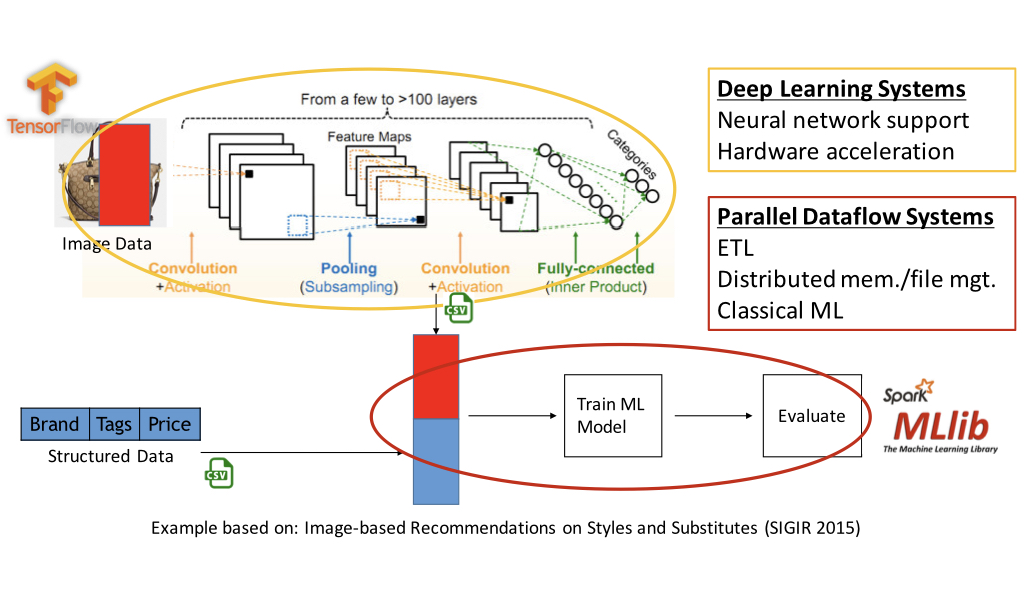 TensorFlow
From a few to >100 layers
Feature Maps
Categories
Image Data
Convolution
+Activation
Pooling
(Subsampling)
Convolution
+Activation
Fully-connected
(Inner Product)
Deep Learning Systems
Neural network support
Hardware acceleration
Parallel Dataflow Systems
ETL
Distributed mem./file mgt.
Classical ML
CSV
Brand Tags Price
Structured Data
CSV
Train ML
Model
Evaluate
Spark
MLlib
The Machine Learning Library
Example based on: Image-based Recommendations on Styles and Substitutes (SIGIR 2015)